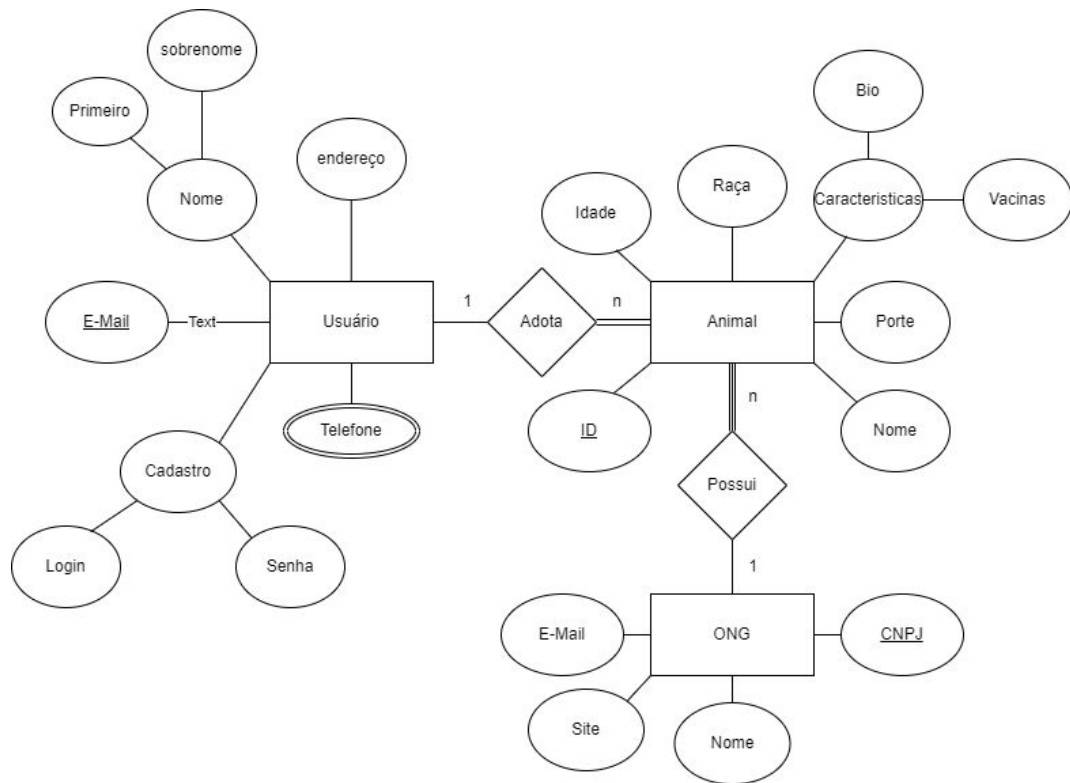 sobrenome
Bio
Primeiro
endereço
Raça
Nome
Idade
Caracteristicas
Vacinas
E-Mail
Text
Usuário
1
Adota
n
Animal
Porte
Telefone
ID
n
Nome
Cadastro
Possui
Login
Senha
1
E-Mail
ONG
CNPJ
Site
Nome